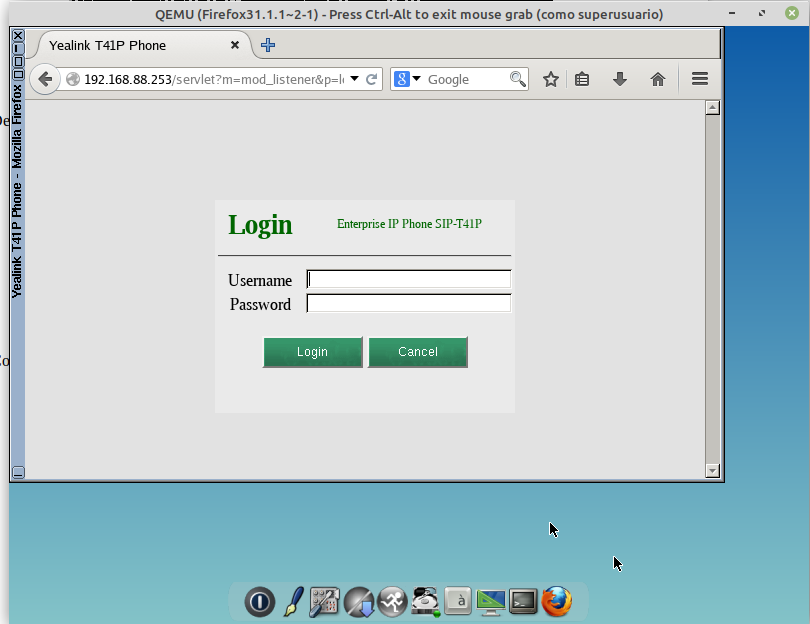 QEMU (Firefox31.1.1~2-1) - Press Ctrl-Alt to exit mouse grab (como superusuario)
Yealink T41P Phone
192.168.88.253/servlet?m=mod_listener&p=l
Google
Yealink T41P Phone - Mozilla Firefox
De
Login
Enterprise IP Phone SIP-T41P
Username
Password
Login
Cancel
Co
à